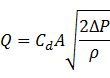 Q = C_d A √(2ΔP/ρ)